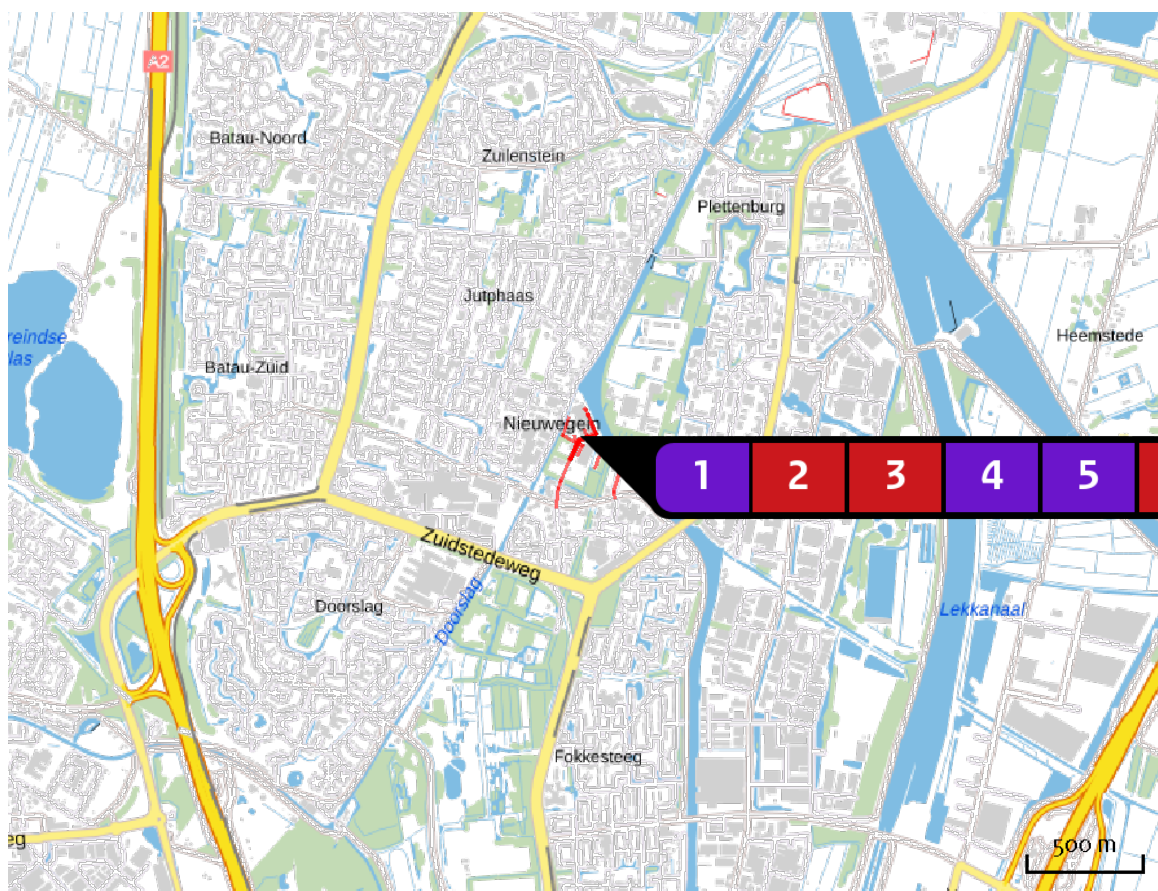 A2
Batau-Noord
Zuilenstein
Plettenburg
Jutphaas
reindse
las
Heemstede
Batau-Zuid
Nieuwegein
1 2 3 4 5
Zuidstedeweg
Doorslag
Doorslag
Lekkanaal
Fokkesteeg
eg
500 m